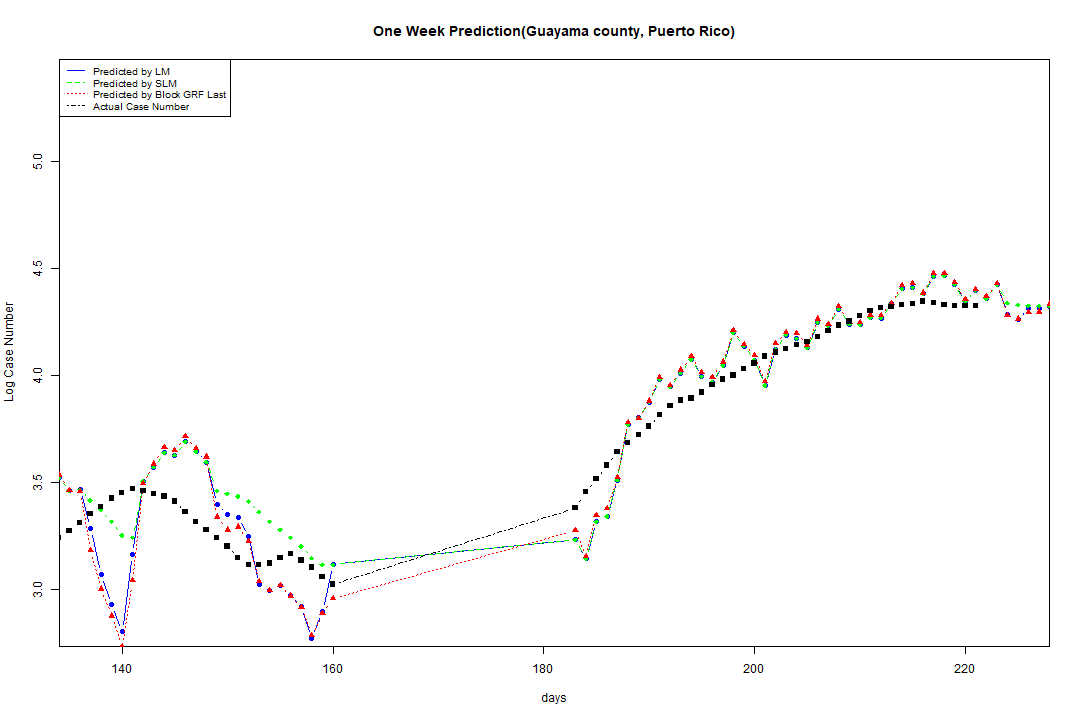 One Week Prediction(Guayama county, Puerto Rico)
Predicted by LM
Predicted by SLM
Predicted by Block GRF Last
Actual Case Number
Log Case Number
5.0
4.5
4.0
3.5
3.0
140 160 180 200 220
days